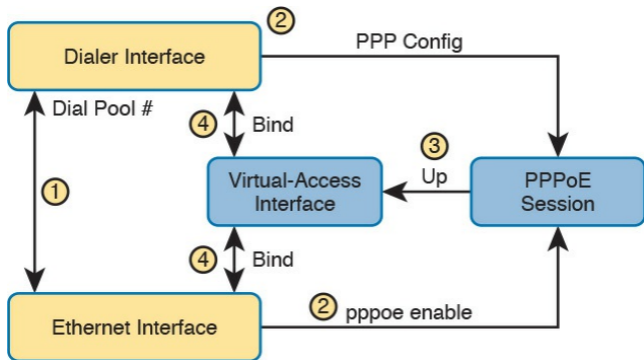 2
Dialer Interface
PPP Config
Dial Pool #
4
Bind
3
1
Virtual-Access
Interface
Up
PPPoE
Session
4
Bind
Ethernet Interface
2
pppoe enable